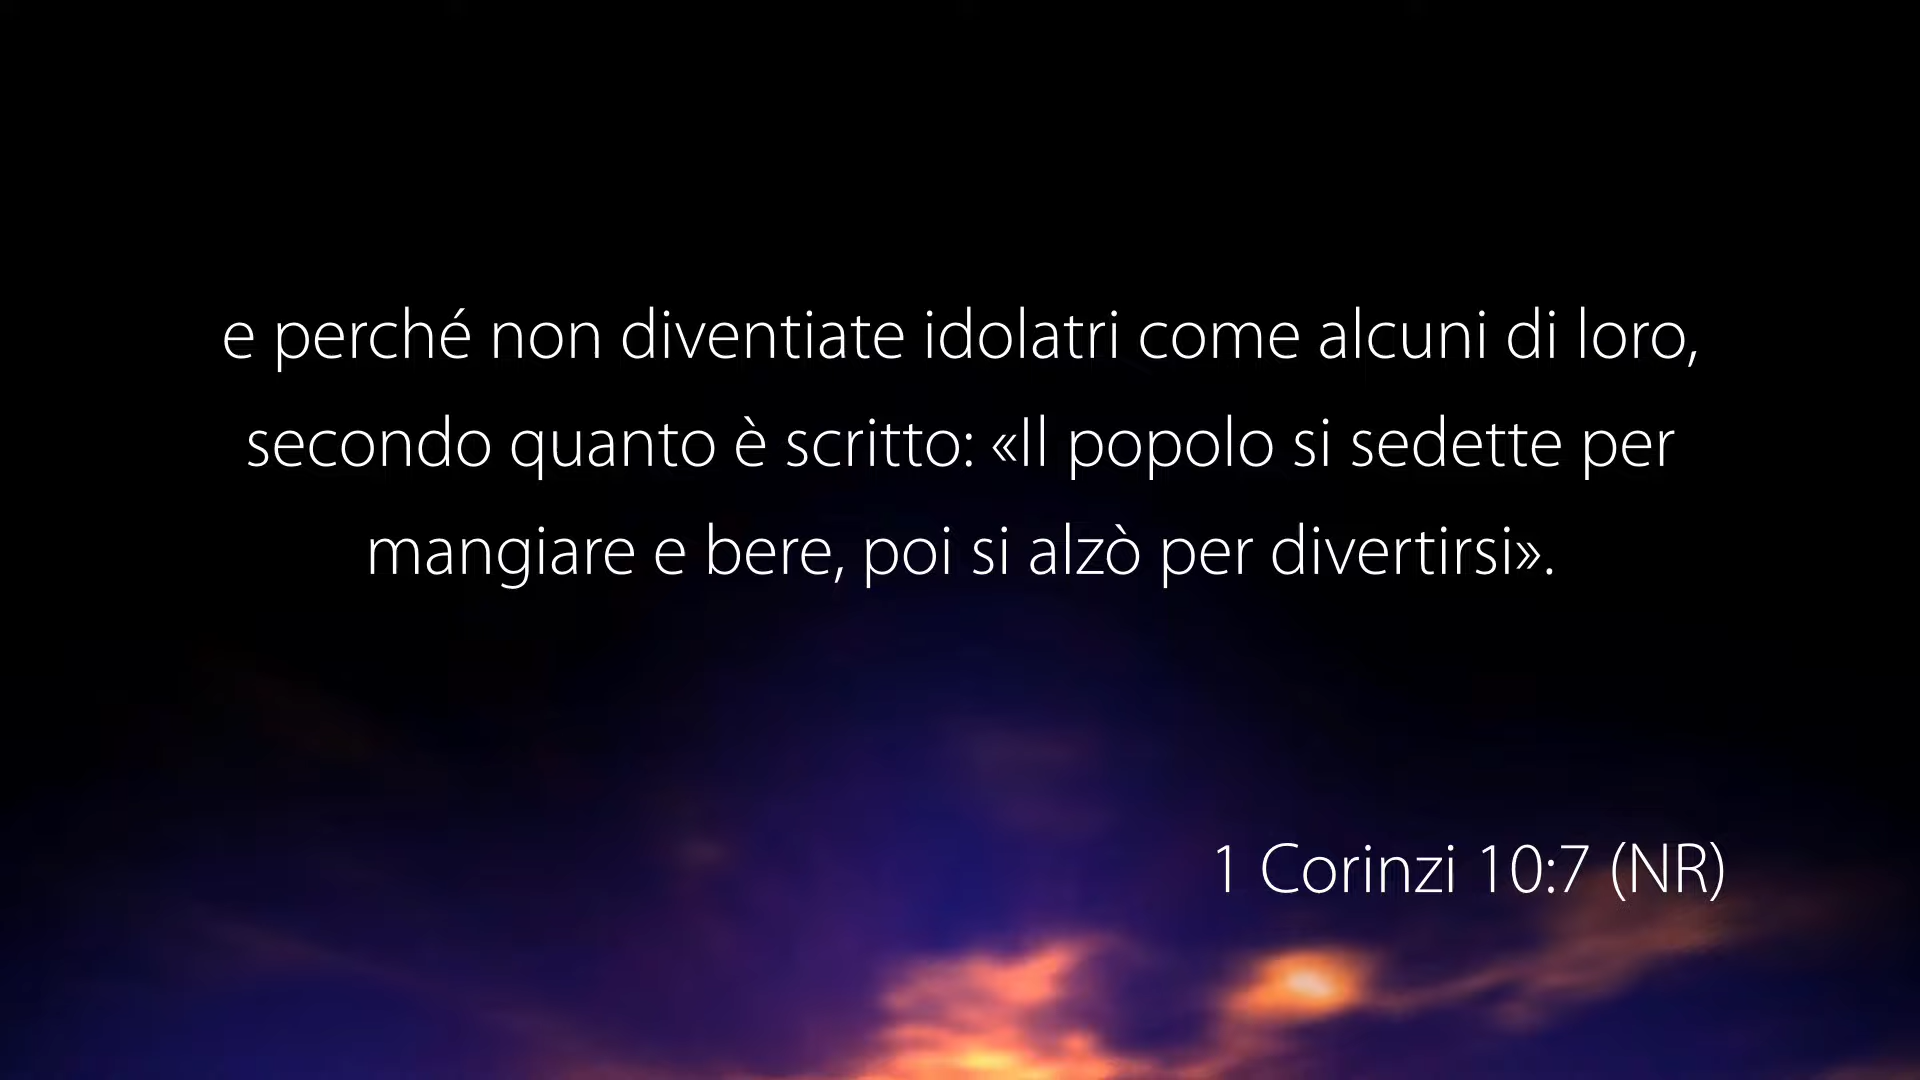 e perché non diventiate idolatri come alcuni di loro,
secondo quanto è scritto: «Il popolo si sedette per
mangiare e bere, poi si alzò per divertirsi».
1 Corinzi 10:7 (NR)